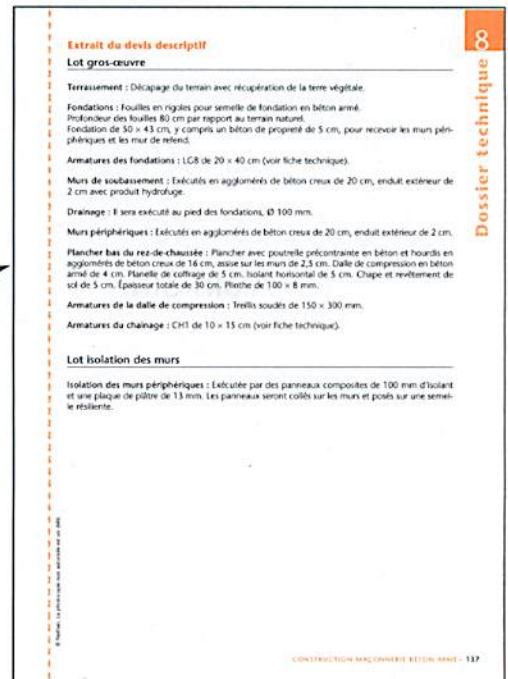 8
Dossier technique
Extrait du devis descriptif
Lot gros-œuvre
Terrassement : Décapage du terrain avec récupération de la terre végétale.
Fondations : Fouilles en rigoles pour semelle de fondation en béton armé.
Profondeur des fouilles 80 cm par rapport au terrain naturel.
Fondation de 50 × 43 cm, y compris un béton de propreté de 5 cm, pour recevoir les murs péri-
phériques et les mur de refend.
Armatures des fondations : LG8 de 20 × 40 cm (voir fiche technique).
Murs de soubassement : Exécutés en agglomérés de béton creux de 20 cm, enduit extérieur de
2 cm avec produit hydrofuge.
Drainage : Il sera exécuté au pied des fondations, Ø 100 mm.
Murs périphériques : Exécutés en agglomérés de béton creux de 20 cm, enduit extérieur de 2 cm.
Plancher bas du rez-de-chaussée : Plancher avec poutrelle précontrainte en béton et hourdis en
agglomérés de béton creux de 16 cm, assise sur les murs de 2,5 cm. Dalle de compression en béton
armé de 4 cm. Planelle de coffrage de 5 cm. Isolant horisontal de 5 cm. Chape et revêtement de
sol de 5 cm. Épaisseur totale de 30 cm. Plinthe de 100 × 8 mm.
Armatures de la dalle de compression : Treillis soudés de 150 × 300 mm.
Armatures du chaînage : CH1 de 10 × 15 cm (voir fiche technique).
Lot isolation des murs
Isolation des murs périphériques : Exécutée par des panneaux composites de 100 mm d'isolant
et une plaque de plâtre de 13 mm. Les panneaux seront collés sur les murs et posés sur une semel-
le résiliente.
© Nathan. La photocopie non autorisée est un délit.
CONSTRUCTION MAÇONNERIE BÉTON ARMÉ - 137